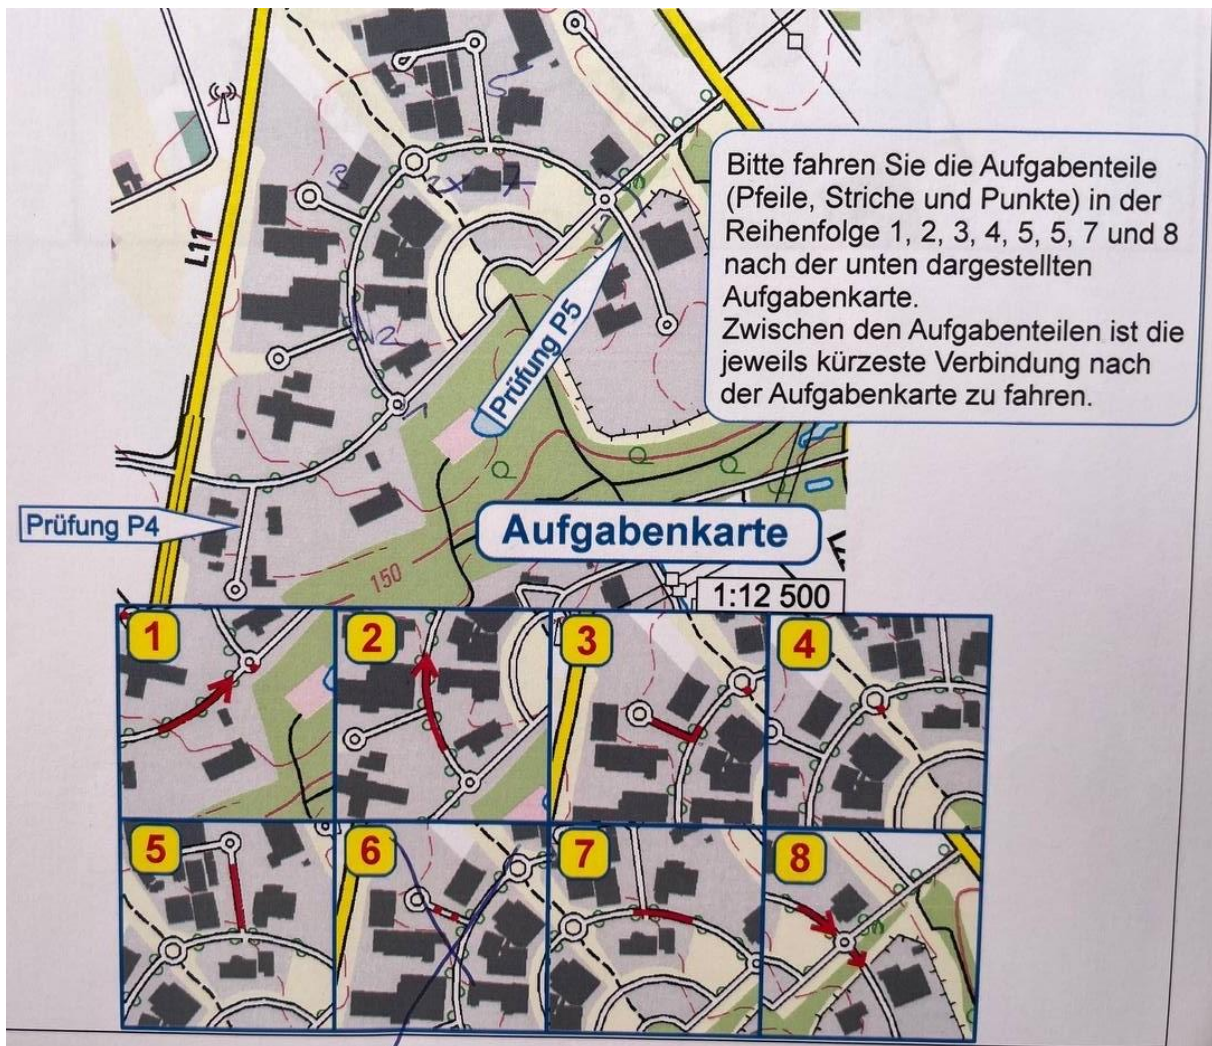 L11
Bitte fahren Sie die Aufgabenteile
(Pfeile, Striche und Punkte) in der
Reihenfolge 1, 2, 3, 4, 5, 5, 7 und 8
nach der unten dargestellten
Aufgabenkarte.
Zwischen den Aufgabenteilen ist die
jeweils kürzeste Verbindung nach
der Aufgabenkarte zu fahren.
Prüfung P5
Prüfung P4
Aufgabenkarte
150
1:12 500
1
2
3
4
5
6
7
8